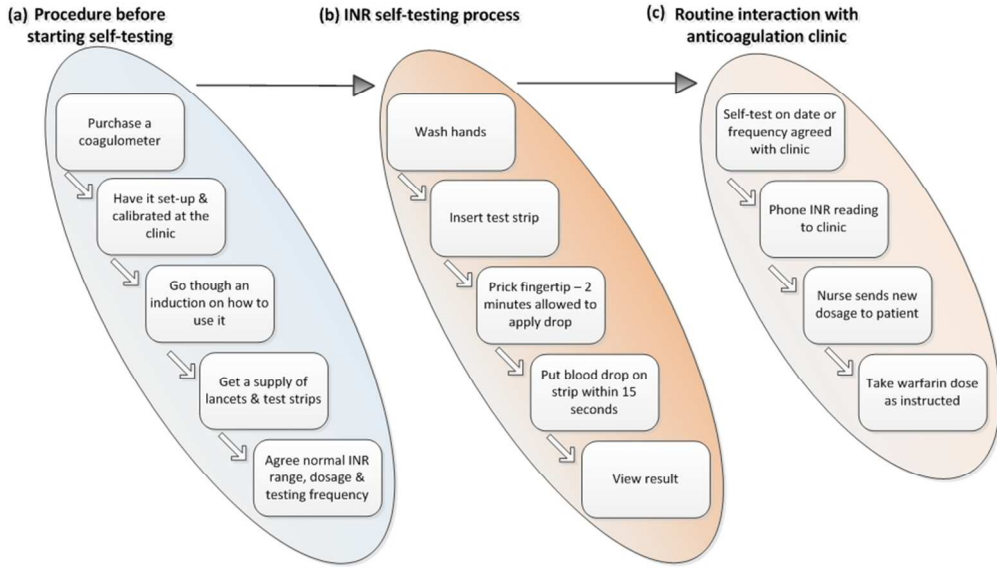 (a) Procedure before
starting self-testing
Purchase a
coagulometer
Have it set-up &
calibrated at the
clinic
Go though an
induction on how to
use it
Get a supply of
lancets & test strips
Agree normal INR
range, dosage &
testing frequency
(b) INR self-testing process
Wash hands
Insert test strip
Prick fingertip – 2
minutes allowed to
apply drop
Put blood drop on
strip within 15
seconds
View result
(c) Routine interaction with
anticoagulation clinic
Self-test on date or
frequency agreed
with clinic
Phone INR reading
to clinic
Nurse sends new
dosage to patient
Take warfarin dose
as instructed